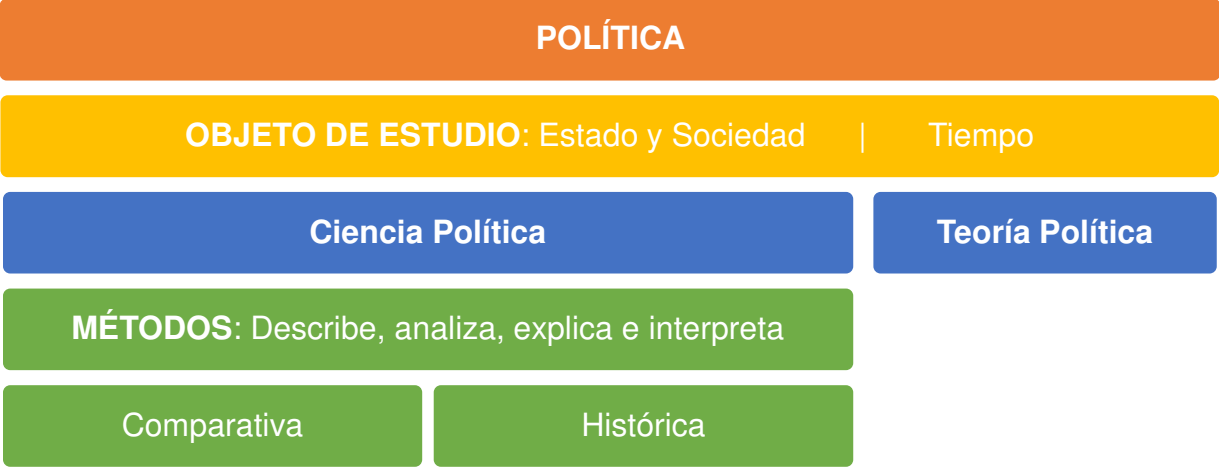 POLÍTICA
OBJETO DE ESTUDIO: Estado y Sociedad | Tiempo
Ciencia Política
Teoría Política
MÉTODOS: Describe, analiza, explica e interpreta
Comparativa
Histórica